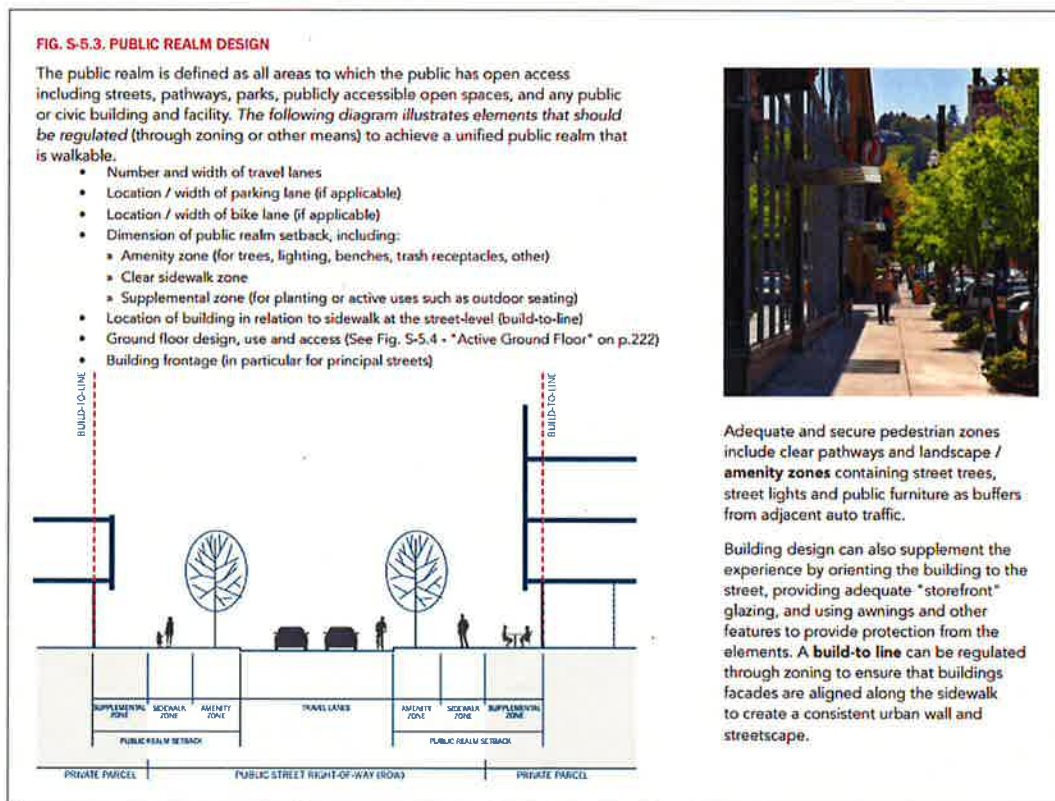 FIG. S-5.3. PUBLIC REALM DESIGN
The public realm is defined as all areas to which the public has open access
including streets, pathways, parks, publicly accessible open spaces, and any public
or civic building and facility. The following diagram illustrates elements that should
be regulated (through zoning or other means) to achieve a unified public realm that
is walkable.
• Number and width of travel lanes
• Location / width of parking lane (if applicable)
• Location / width of bike lane (if applicable)
• Dimension of public realm setback, including:
» Amenity zone (for trees, lighting, benches, trash receptacles, other)
» Clear sidewalk zone
» Supplemental zone (for planting or active uses such as outdoor seating)
• Location of building in relation to sidewalk at the street-level (build-to-line)
• Ground floor design, use and access (See Fig. S-5.4 - "Active Ground Floor" on p.222)
• Building frontage (in particular for principal streets)
BUILD-TO-LINE
BUILD-TO-LINE
SUPPLEMENTAL ZONE
SIDEWALK ZONE
AMENITY ZONE
TRAVEL LANES
AMENITY ZONE
SIDEWALK ZONE
SUPPLEMENTAL ZONE
PUBLIC REALM SETBACK
PUBLIC REALM SETBACK
PRIVATE PARCEL
PUBLIC STREET RIGHT-OF-WAY (ROW)
PRIVATE PARCEL
Adequate and secure pedestrian zones
include clear pathways and landscape /
amenity zones containing street trees,
street lights and public furniture as buffers
from adjacent auto traffic.
Building design can also supplement the
experience by orienting the building to the
street, providing adequate "storefront"
glazing, and using awnings and other
features to provide protection from the
elements. A build-to line can be regulated
through zoning to ensure that buildings
facades are aligned along the sidewalk
to create a consistent urban wall and
streetscape.